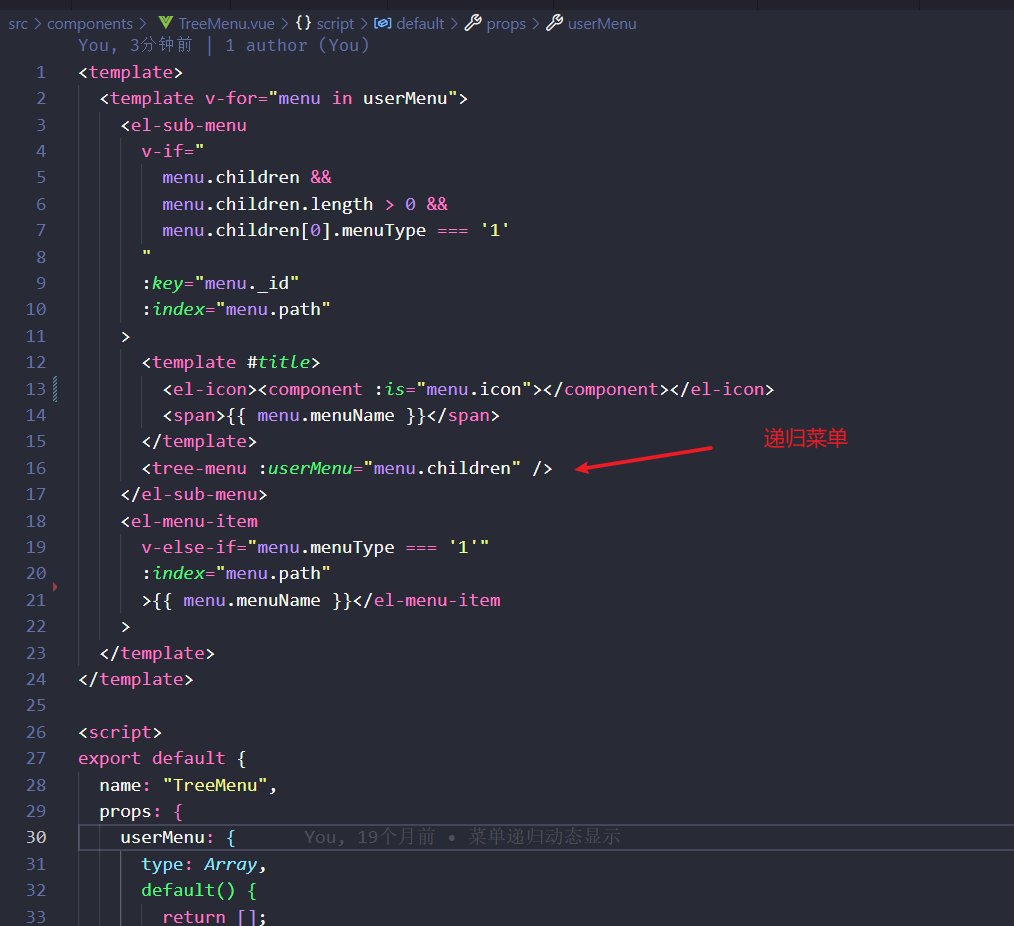 src > components > TreeMenu.vue > {} script > default > props > userMenu
You, 3分钟前 | 1 author (You)
1 <template>
2 <template v-for="menu in userMenu">
3 <el-sub-menu
4 v-if="
5 menu.children &&
6 menu.children.length > 0 &&
7 menu.children[0].menuType === '1'
8 "
9 :key="menu._id"
10 :index="menu.path"
11 >
12 <template #title>
13 <el-icon><component :is="menu.icon"></component></el-icon>
14 <span>{{ menu.menuName }}</span>
15 </template>
递归菜单
16 <tree-menu :userMenu="menu.children" />
17 </el-sub-menu>
18 <el-menu-item
19 v-else-if="menu.menuType === '1'"
20 :index="menu.path"
21 >{{ menu.menuName }}</el-menu-item
22 >
23 </template>
24 </template>
25
26 <script>
27 export default {
28 name: "TreeMenu",
29 props: {
30 userMenu: { You, 19个月前 • 菜单递归动态显示
31 type: Array,
32 default() {
33 return [];